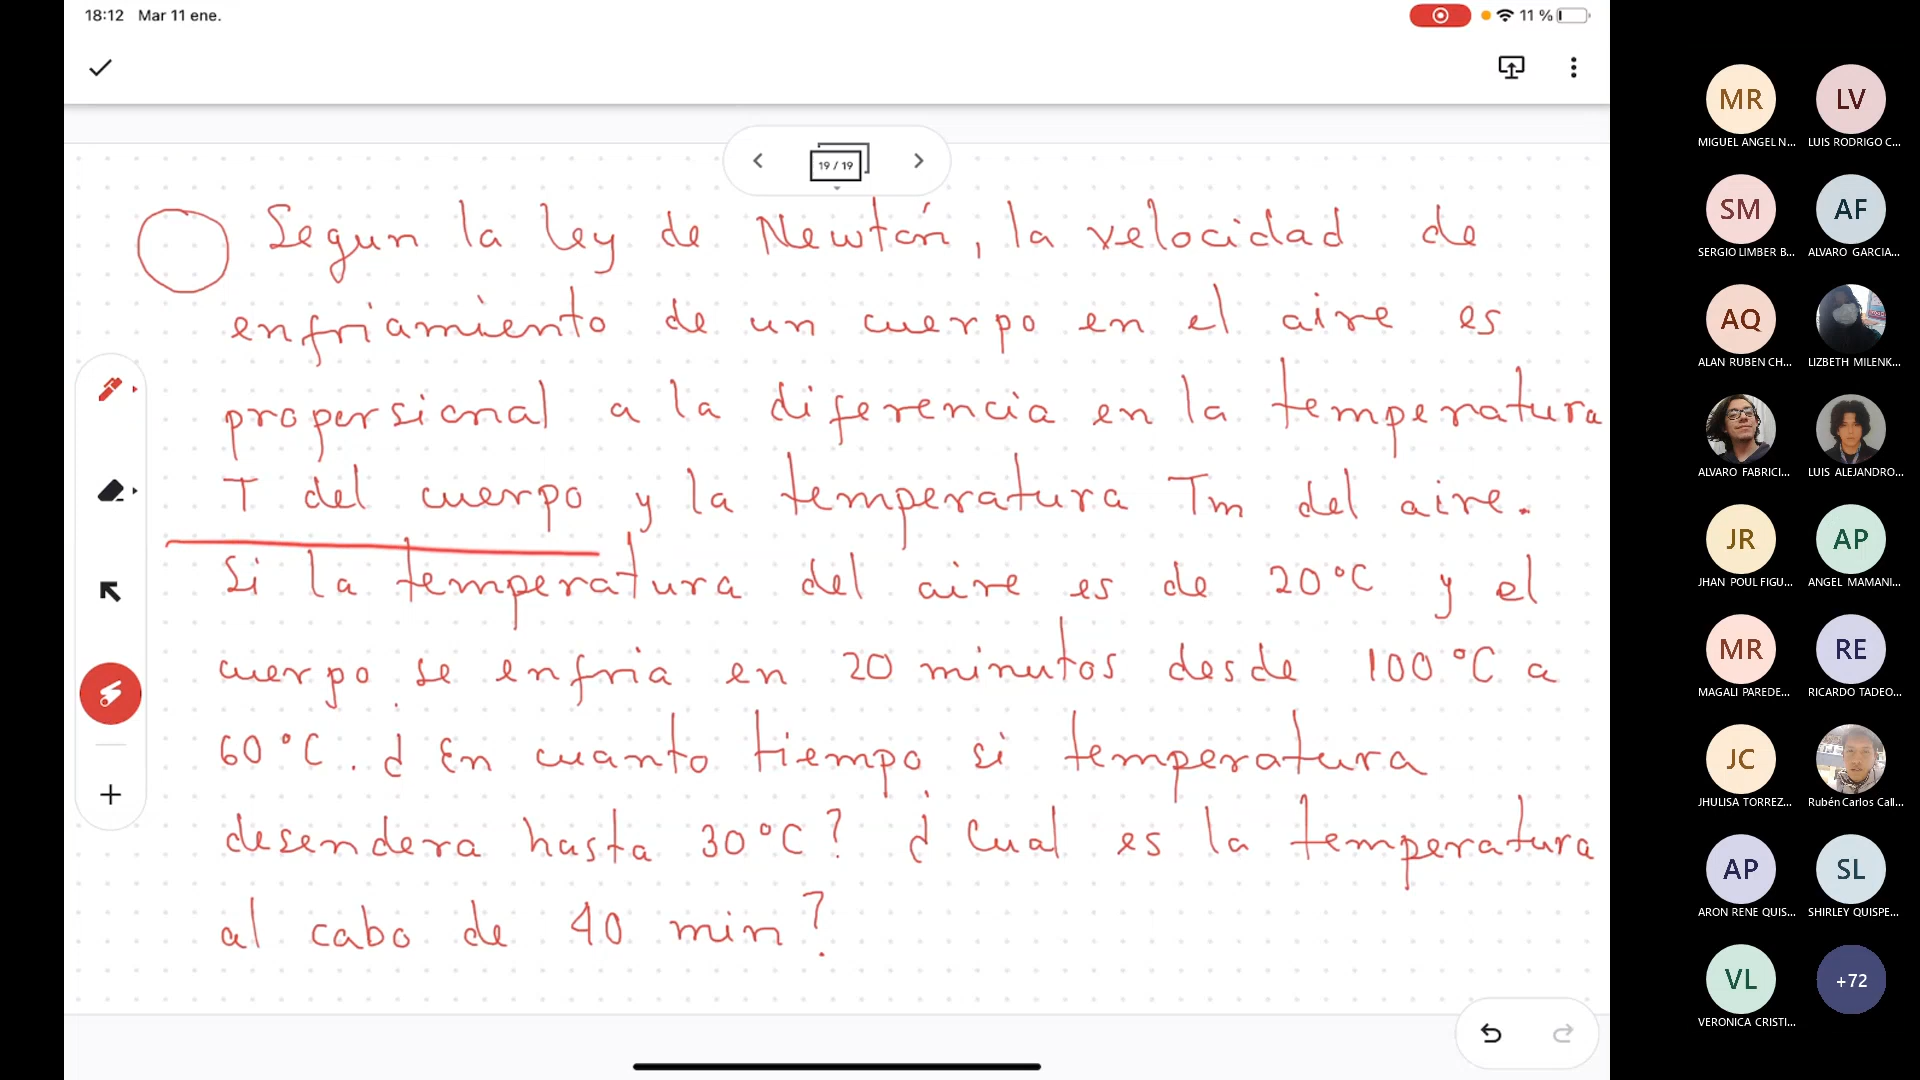 18:12 Mar 11 ene.
11 %
19 / 19
Segun la ley de Newtón, la velocidad de
enfriamiento de un cuerpo en el aire es
propersional a la diferencia en la temperatura
T del cuerpo y la temperatura Tm del aire.
Si la temperatura del aire es de 20°C y el
cuerpo se enfria en 20 minutos desde 100°C a
60°C. ¿En cuanto tiempo si temperatura
desendera hasta 30°C? ¿Cual es la temperatura
al cabo de 40 min?
MR LV
MIGUEL ANGEL N... LUIS RODRIGO C...
SM AF
SERGIO LIMBER B... ALVARO GARCIA...
AQ
ALAN RUBEN CH... LIZBETH MILENK...
ALVARO FABRICI... LUIS ALEJANDRO...
JR AP
JHAN POUL FIGU... ANGEL MAMANI...
MR RE
MAGALI PAREDE... RICARDO TADEO...
JC
JHULISA TORREZ... Rubén Carlos Call...
AP SL
ARON RENE QUIS... SHIRLEY QUISPE...
VL +72
VERONICA CRISTI...